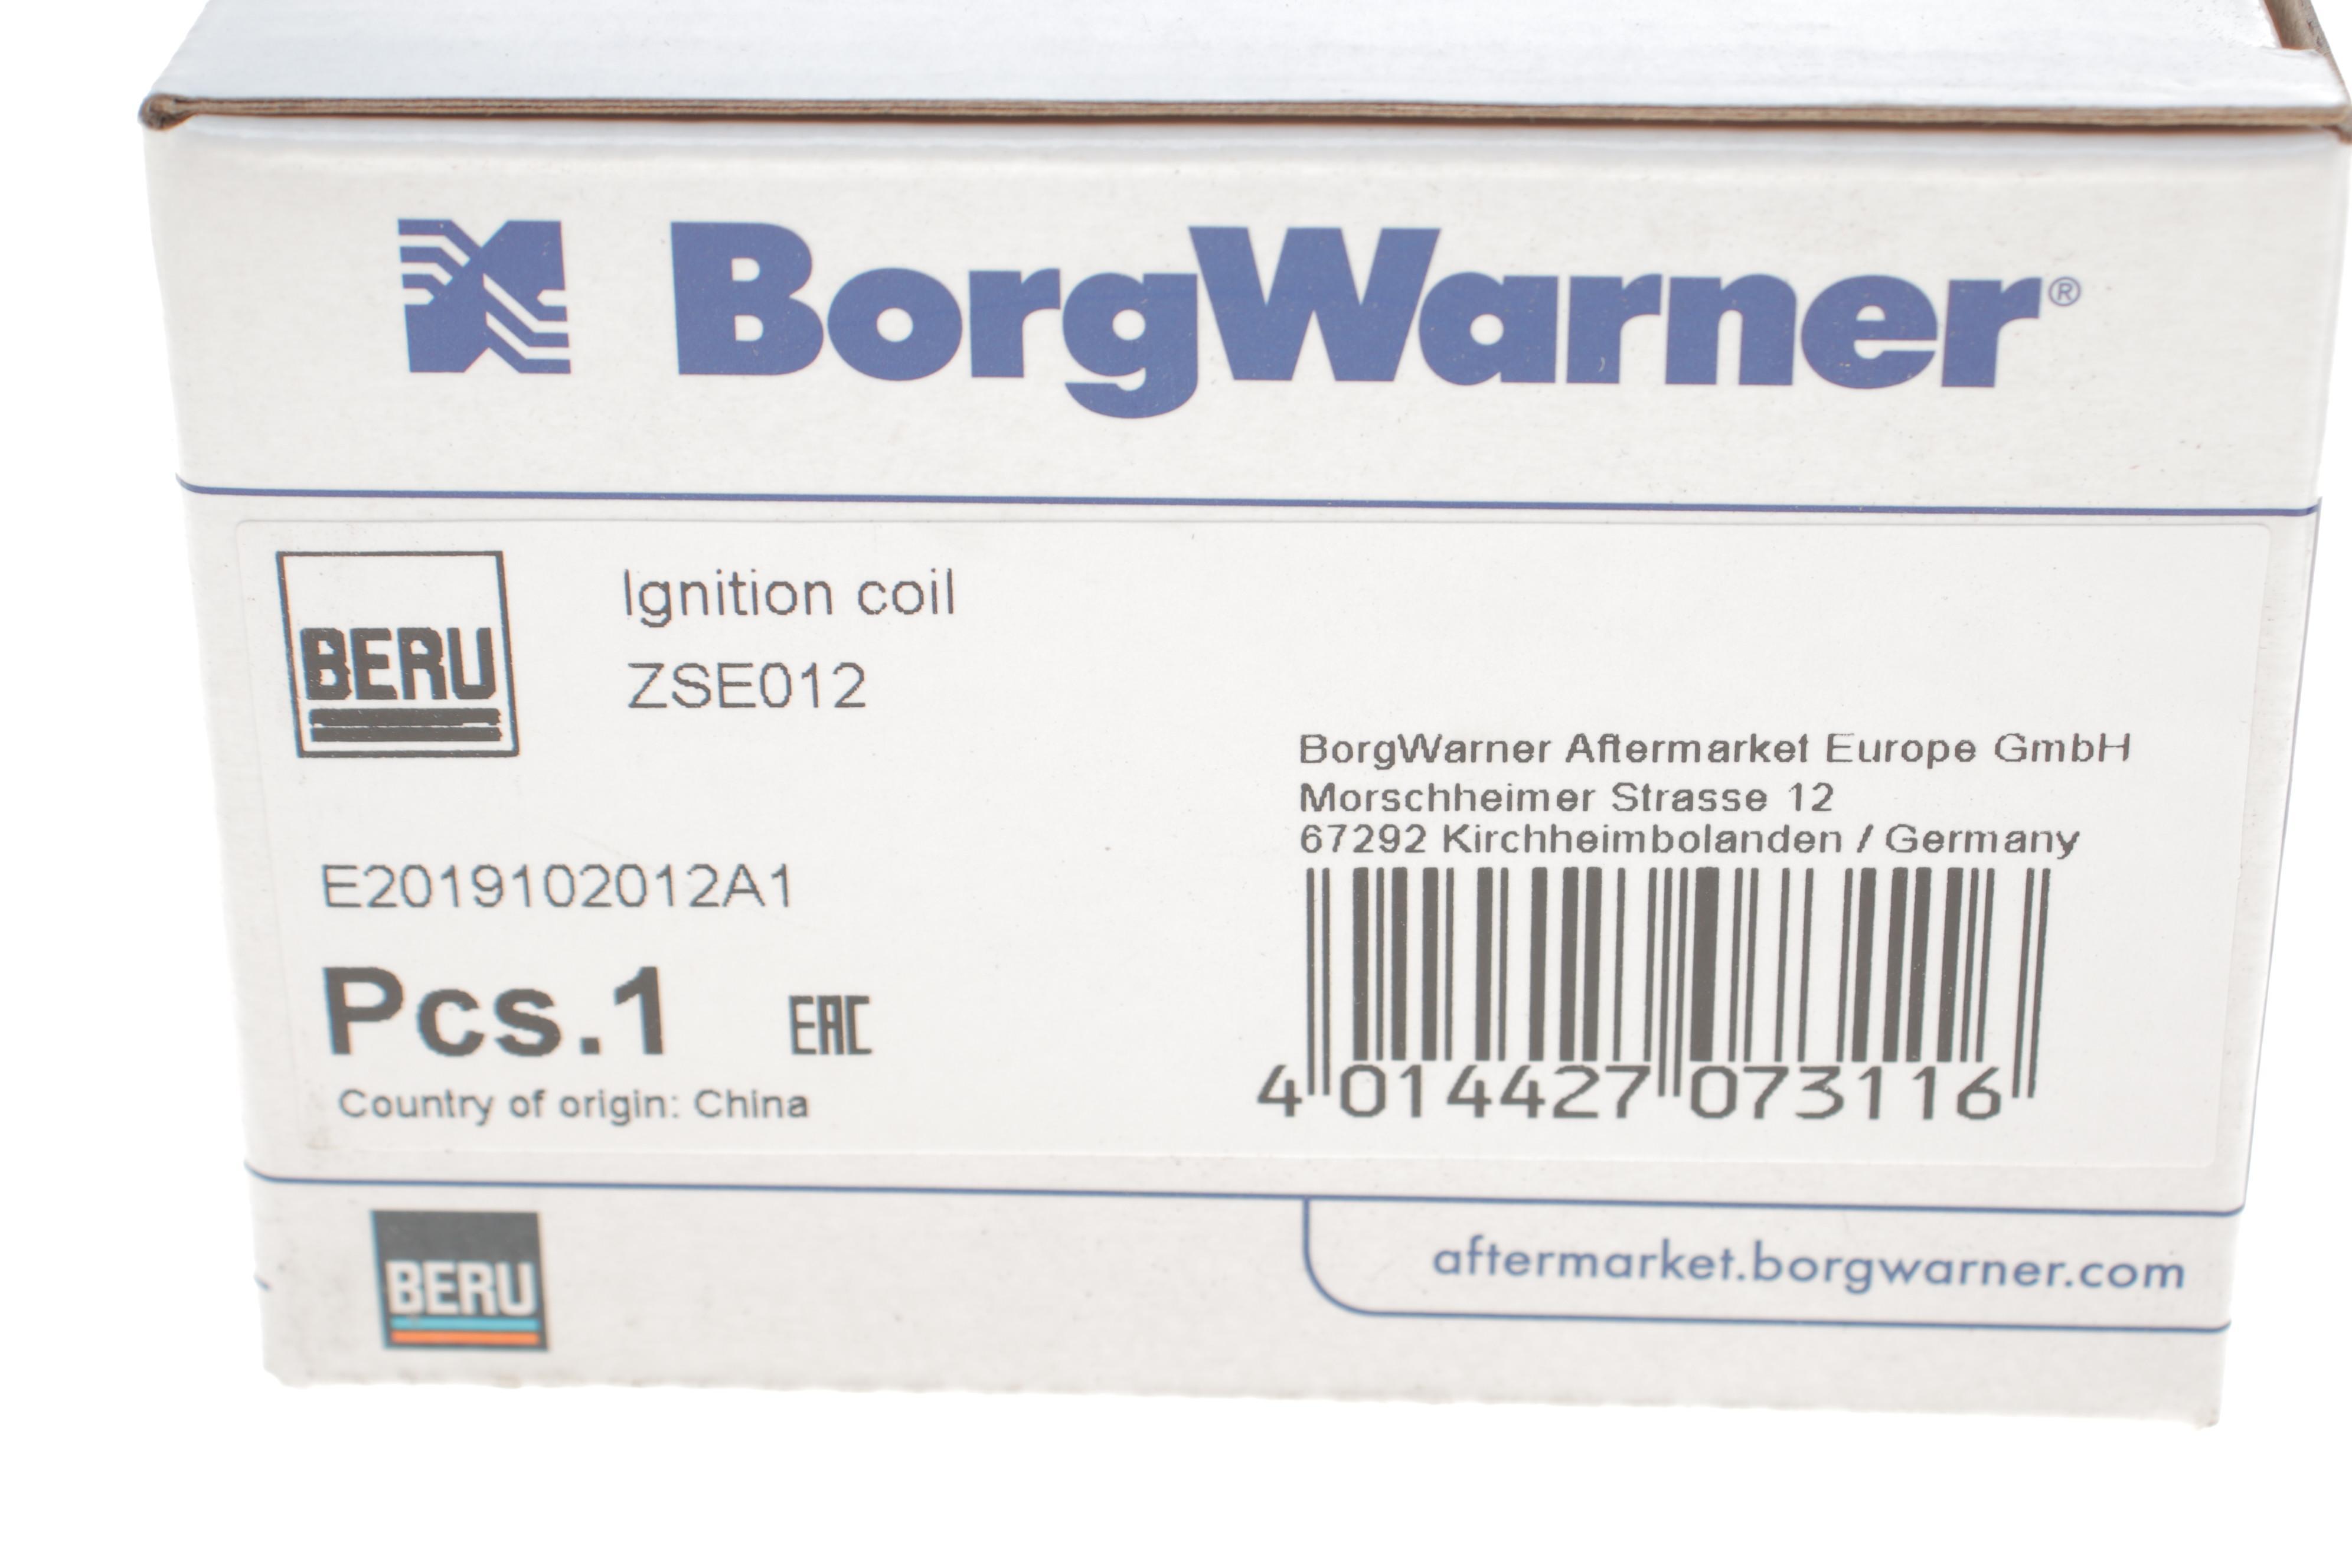 BorgWarner®
BERU
Ignition coil
ZSE012
BorgWarner Aftermarket Europe GmbH
Morschheimer Strasse 12
67292 Kirchheimbolanden / Germany
E2019102012A1
Pcs.1 EAC
Country of origin: China
4 014427 073116
BERU
aftermarket.borgwarner.com